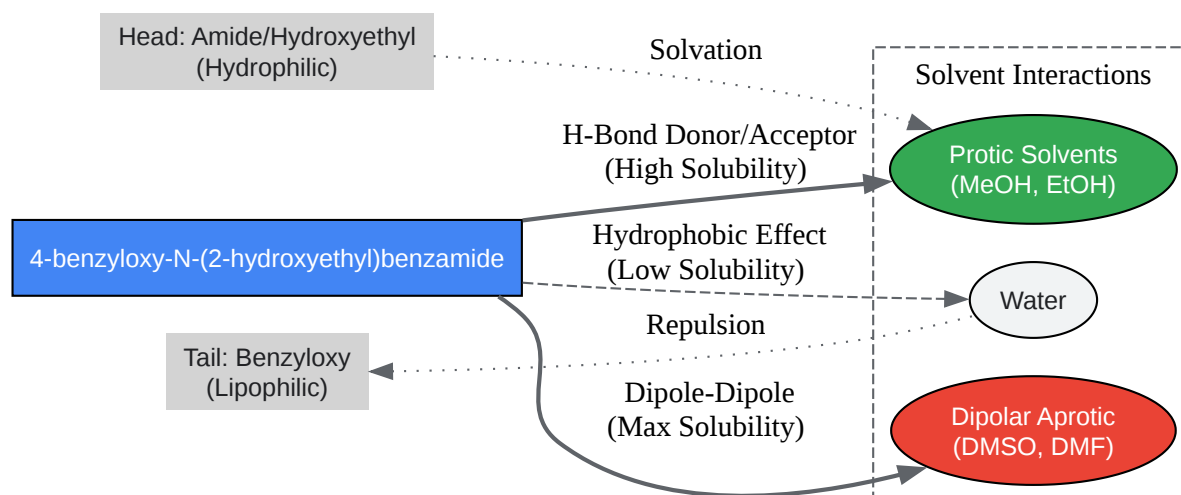 Head: Amide/Hydroxyethyl
(Hydrophilic)
Solvation
Solvent Interactions
H-Bond Donor/Acceptor
(High Solubility)
Protic Solvents
(MeOH, EtOH)
4-benzyloxy-N-(2-hydroxyethyl)benzamide
Hydrophobic Effect
(Low Solubility)
Water
Repulsion
Tail: Benzyloxy
(Lipophilic)
Dipole-Dipole
(Max Solubility)
Dipolar Aprotic
(DMSO, DMF)